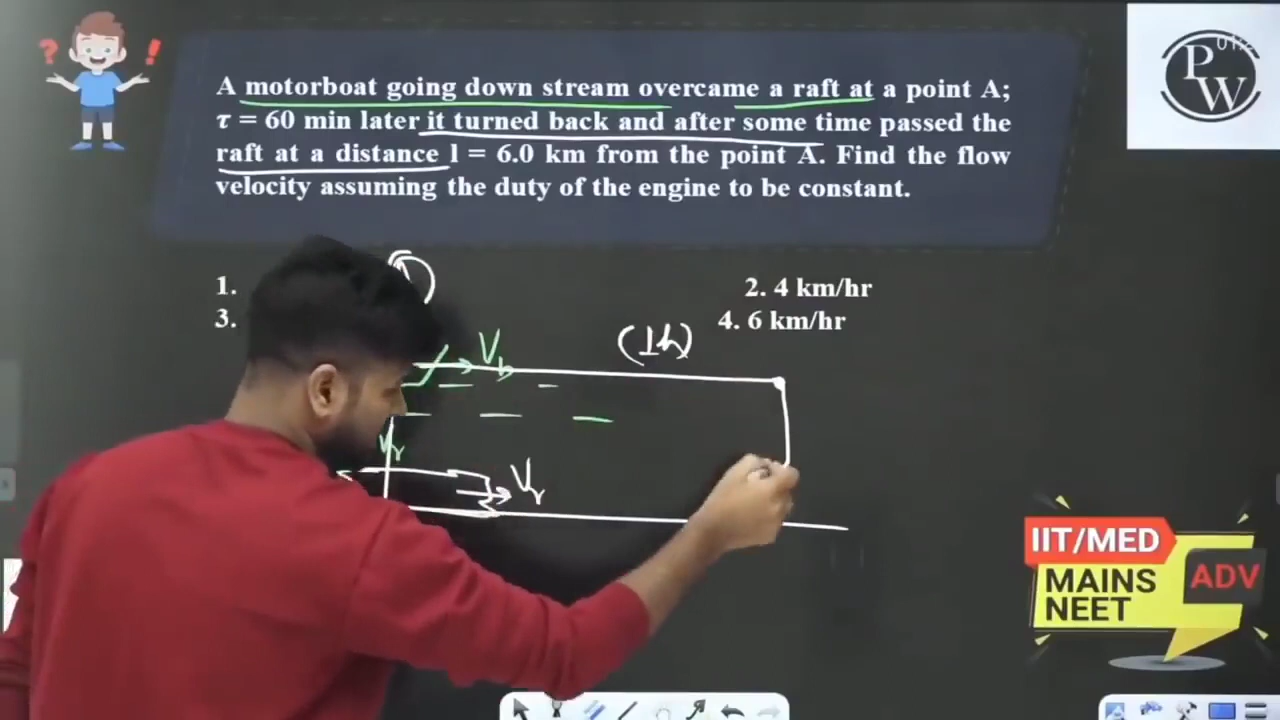 ? !
A motorboat going down stream overcame a raft at a point A;
τ = 60 min later it turned back and after some time passed the
raft at a distance l = 6.0 km from the point A. Find the flow
velocity assuming the duty of the engine to be constant.
P
W
1.
2. 4 km/hr
3.
4. 6 km/hr
(1h)
Vb
Vr
Vr
IIT/MED
MAINS
NEET
ADV